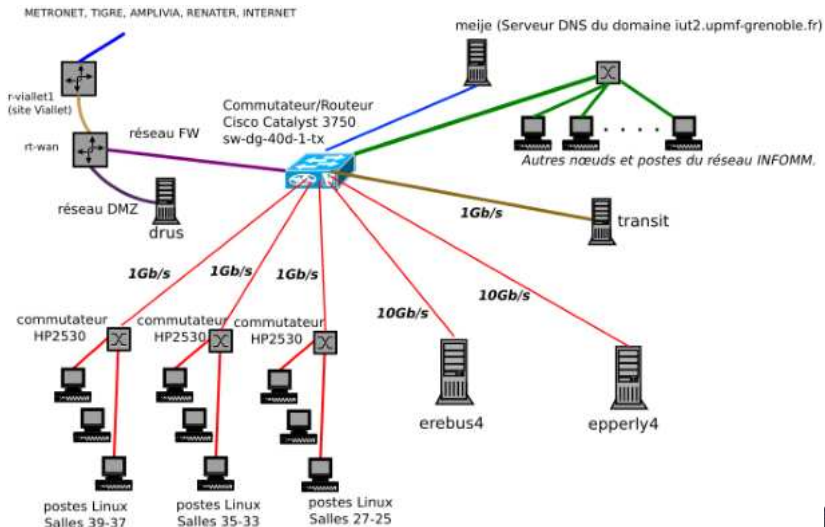 METRONET, TIGRE, AMPLIVIA, RENATER, INTERNET
meije (Serveur DNS du domaine iut2.upmf-grenoble.fr)
r-viallet1
(site Viallet)
Commutateur/Routeur
Cisco Catalyst 3750
sw-dg-40d-1-tx
rt-wan
réseau FW
Autres nœuds et postes du réseau INFOMM.
réseau DMZ
drus
1Gb/s
transit
1Gb/s
1Gb/s
1Gb/s
10Gb/s
10Gb/s
commutateur
HP2530
commutateur
HP2530
commutateur
HP2530
erebus4
epperly4
postes Linux
Salles 39-37
postes Linux
Salles 35-33
postes Linux
Salles 27-25